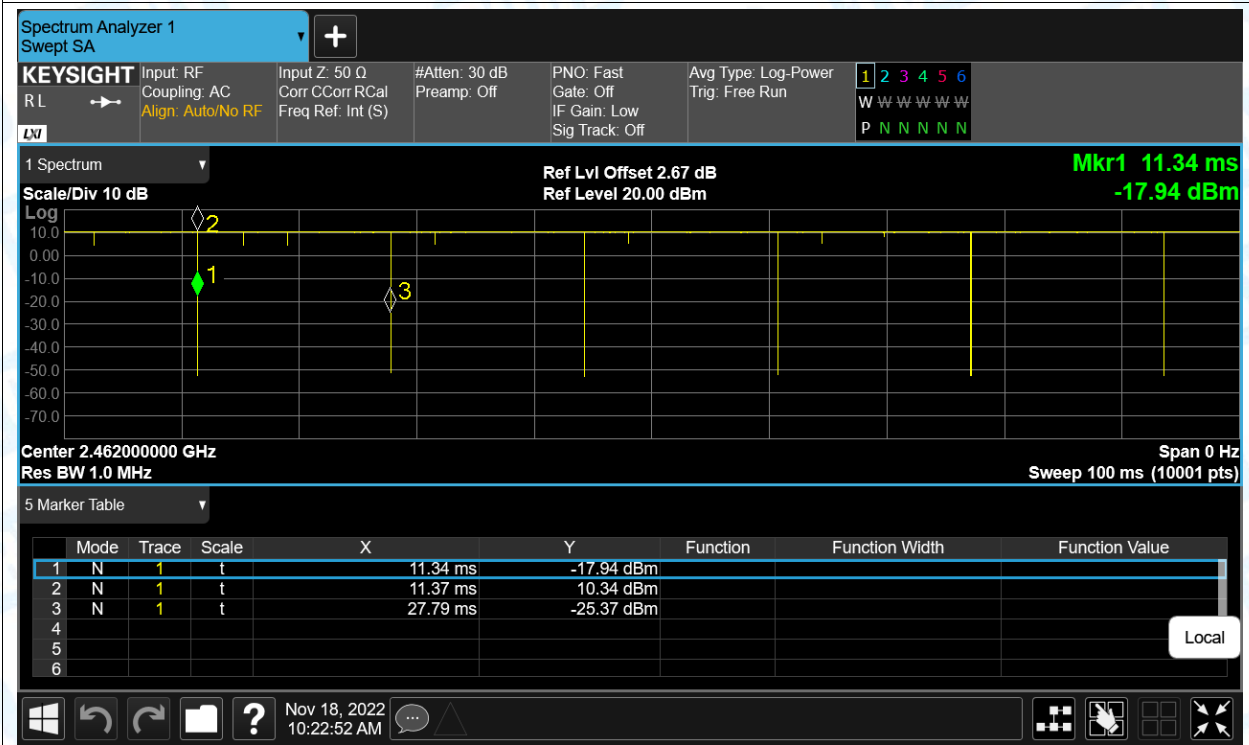 Spectrum Analyzer 1
Swept SA
KEYSIGHT Input: RF Input Z: 50 Ω #Atten: 30 dB PNO: Fast Avg Type: Log-Power 1 2 3 4 5 6
R L Coupling: AC Corr CCorr RCal Preamp: Off Gate: Off Trig: Free Run
Align: Auto/No RF Freq Ref: Int (S) IF Gain: Low W W W W W W
LXI Sig Track: Off P N N N N N
1 Spectrum Ref Lvl Offset 2.67 dB Mkr1 11.34 ms
Scale/Div 10 dB Ref Level 20.00 dBm -17.94 dBm
Log
2
10.0
0.00
1
-10.0
3
-20.0
-30.0
-40.0
-50.0
-60.0
-70.0
Center 2.462000000 GHz Span 0 Hz
Res BW 1.0 MHz Sweep 100 ms (10001 pts)
5 Marker Table
Mode Trace Scale X Y Function Function Width Function Value
1 N 1 t 11.34 ms -17.94 dBm
2 N 1 t 11.37 ms 10.34 dBm
3 N 1 t 27.79 ms -25.37 dBm
4
5
6
Local
? Nov 18, 2022
10:22:52 AM